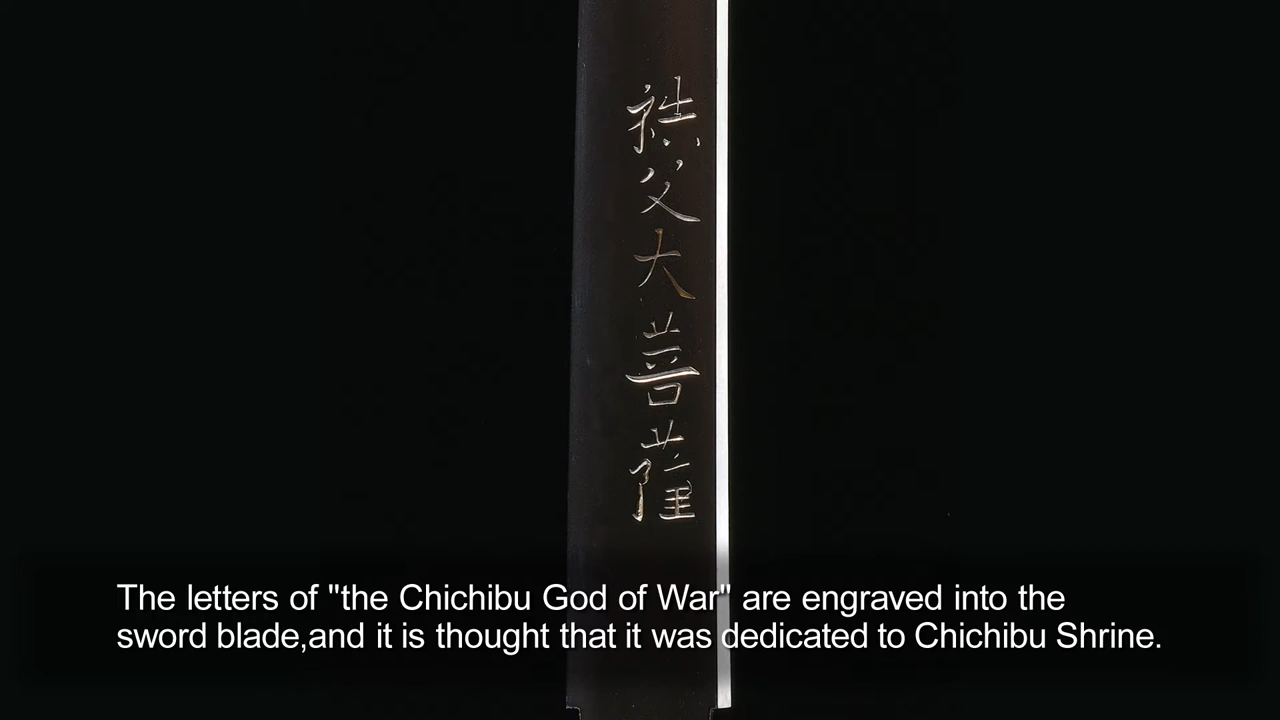 秩父大菩薩
The letters of "the Chichibu God of War" are engraved into the
sword blade,and it is thought that it was dedicated to Chichibu Shrine.